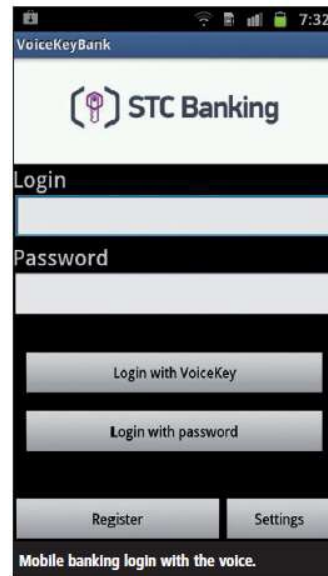 7:32
VoiceKeyBank
STC Banking
Login
Password
Login with VoiceKey
Login with password
Register Settings
Mobile banking login with the voice.